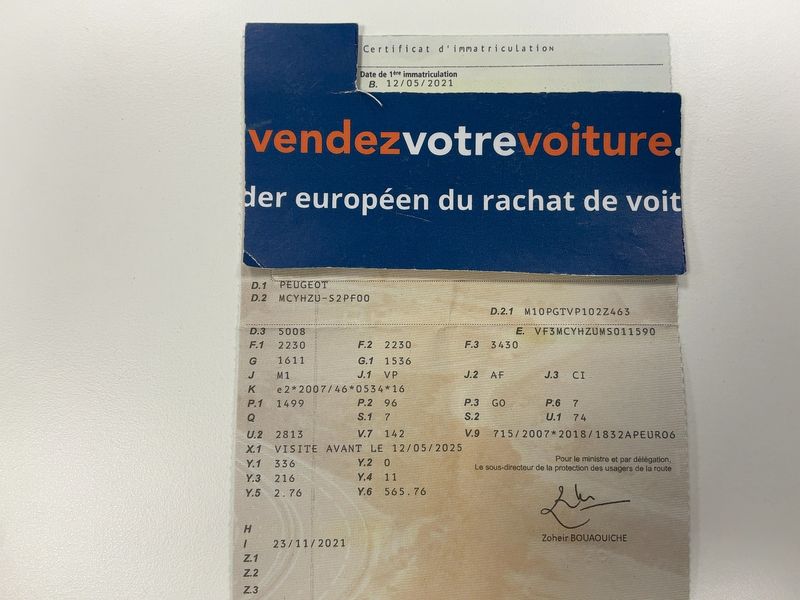 Certificat d'immatriculation
Date de 1ère immatriculation
B. 12/05/2021
vendezvotrevoiture.
der européen du rachat de voit
D.1 PEUGEOT
D.2 MCYHZU-S2PF00
D.2.1 M10PGTVP102Z463
D.3 5008 E. VF3MCYHZUMS011590
F.1 2230 F.2 2230 F.3 3430
G 1611 G.1 1536
J M1 J.1 VP J.2 AF J.3 CI
K e2*2007/46*0534*16
P.1 1499 P.2 96 P.3 GO P.6 7
Q S.1 7 S.2 U.1 74
U.2 2813 V.7 142 V.9 715/2007*2018/1832APEURO6
X.1 VISITE AVANT LE 12/05/2025
Pour le ministre et par délégation,
Le sous-directeur de la protection des usagers de la route
Y.1 336 Y.2 0
Y.3 216 Y.4 11
Y.5 2.76 Y.6 565.76
Zoheir BOUAOUICHE
H
I 23/11/2021
Z.1
Z.2
Z.3